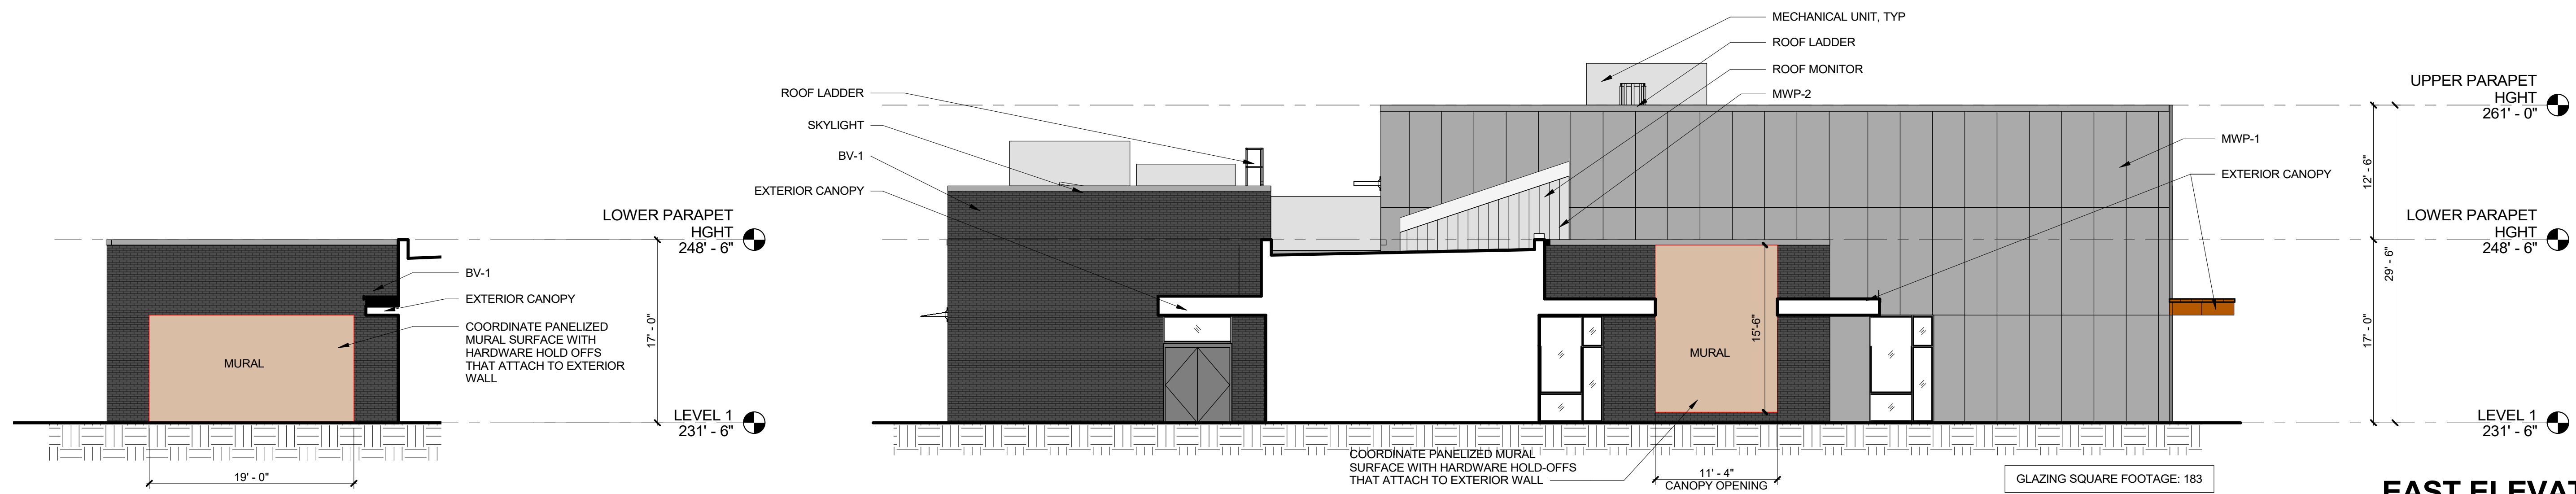 LOWER PARAPET
HGHT
248' - 6"
BV-1
EXTERIOR CANOPY
COORDINATE PANELIZED
MURAL SURFACE WITH
HARDWARE HOLD OFFS
THAT ATTACH TO EXTERIOR
WALL
MURAL
17' - 0"
LEVEL 1
231' - 6"
19' - 0"
ROOF LADDER
SKYLIGHT
BV-1
EXTERIOR CANOPY
MECHANICAL UNIT, TYP
ROOF LADDER
ROOF MONITOR
MWP-2
MWP-1
EXTERIOR CANOPY
MURAL
15'-6"
COORDINATE PANELIZED MURAL
SURFACE WITH HARDWARE HOLD-OFFS
THAT ATTACH TO EXTERIOR WALL
11' - 4"
CANOPY OPENING
UPPER PARAPET
HGHT
261' - 0"
12' - 6"
LOWER PARAPET
HGHT
248' - 6"
29' - 6"
17' - 0"
LEVEL 1
231' - 6"
GLAZING SQUARE FOOTAGE: 183
EAST ELEVAT